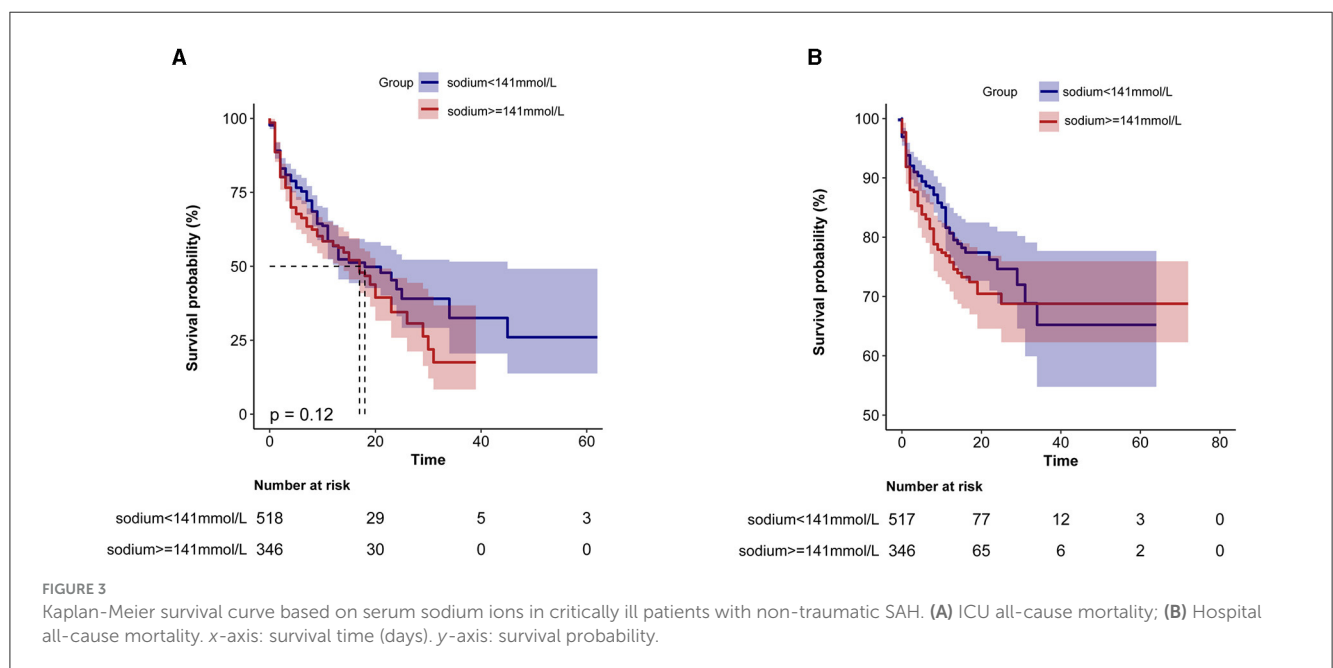 A
Group sodium<141mmol/L
sodium>=141mmol/L
100
75
50
25
0
Survival probability (%)
p = 0.12
0 20 40 60
Time
Number at risk
sodium<141mmol/L 518 29 5 3
sodium>=141mmol/L 346 30 0 0
B
Group sodium<141mmol/L
sodium>=141mmol/L
100
90
80
70
60
50
Survival probability (%)
0 20 40 60 80
Time
Number at risk
sodium<141mmol/L 517 77 12 3 0
sodium>=141mmol/L 346 65 6 2 0
FIGURE 3
Kaplan-Meier survival curve based on serum sodium ions in critically ill patients with non-traumatic SAH. (A) ICU all-cause mortality; (B) Hospital
all-cause mortality. x-axis: survival time (days). y-axis: survival probability.